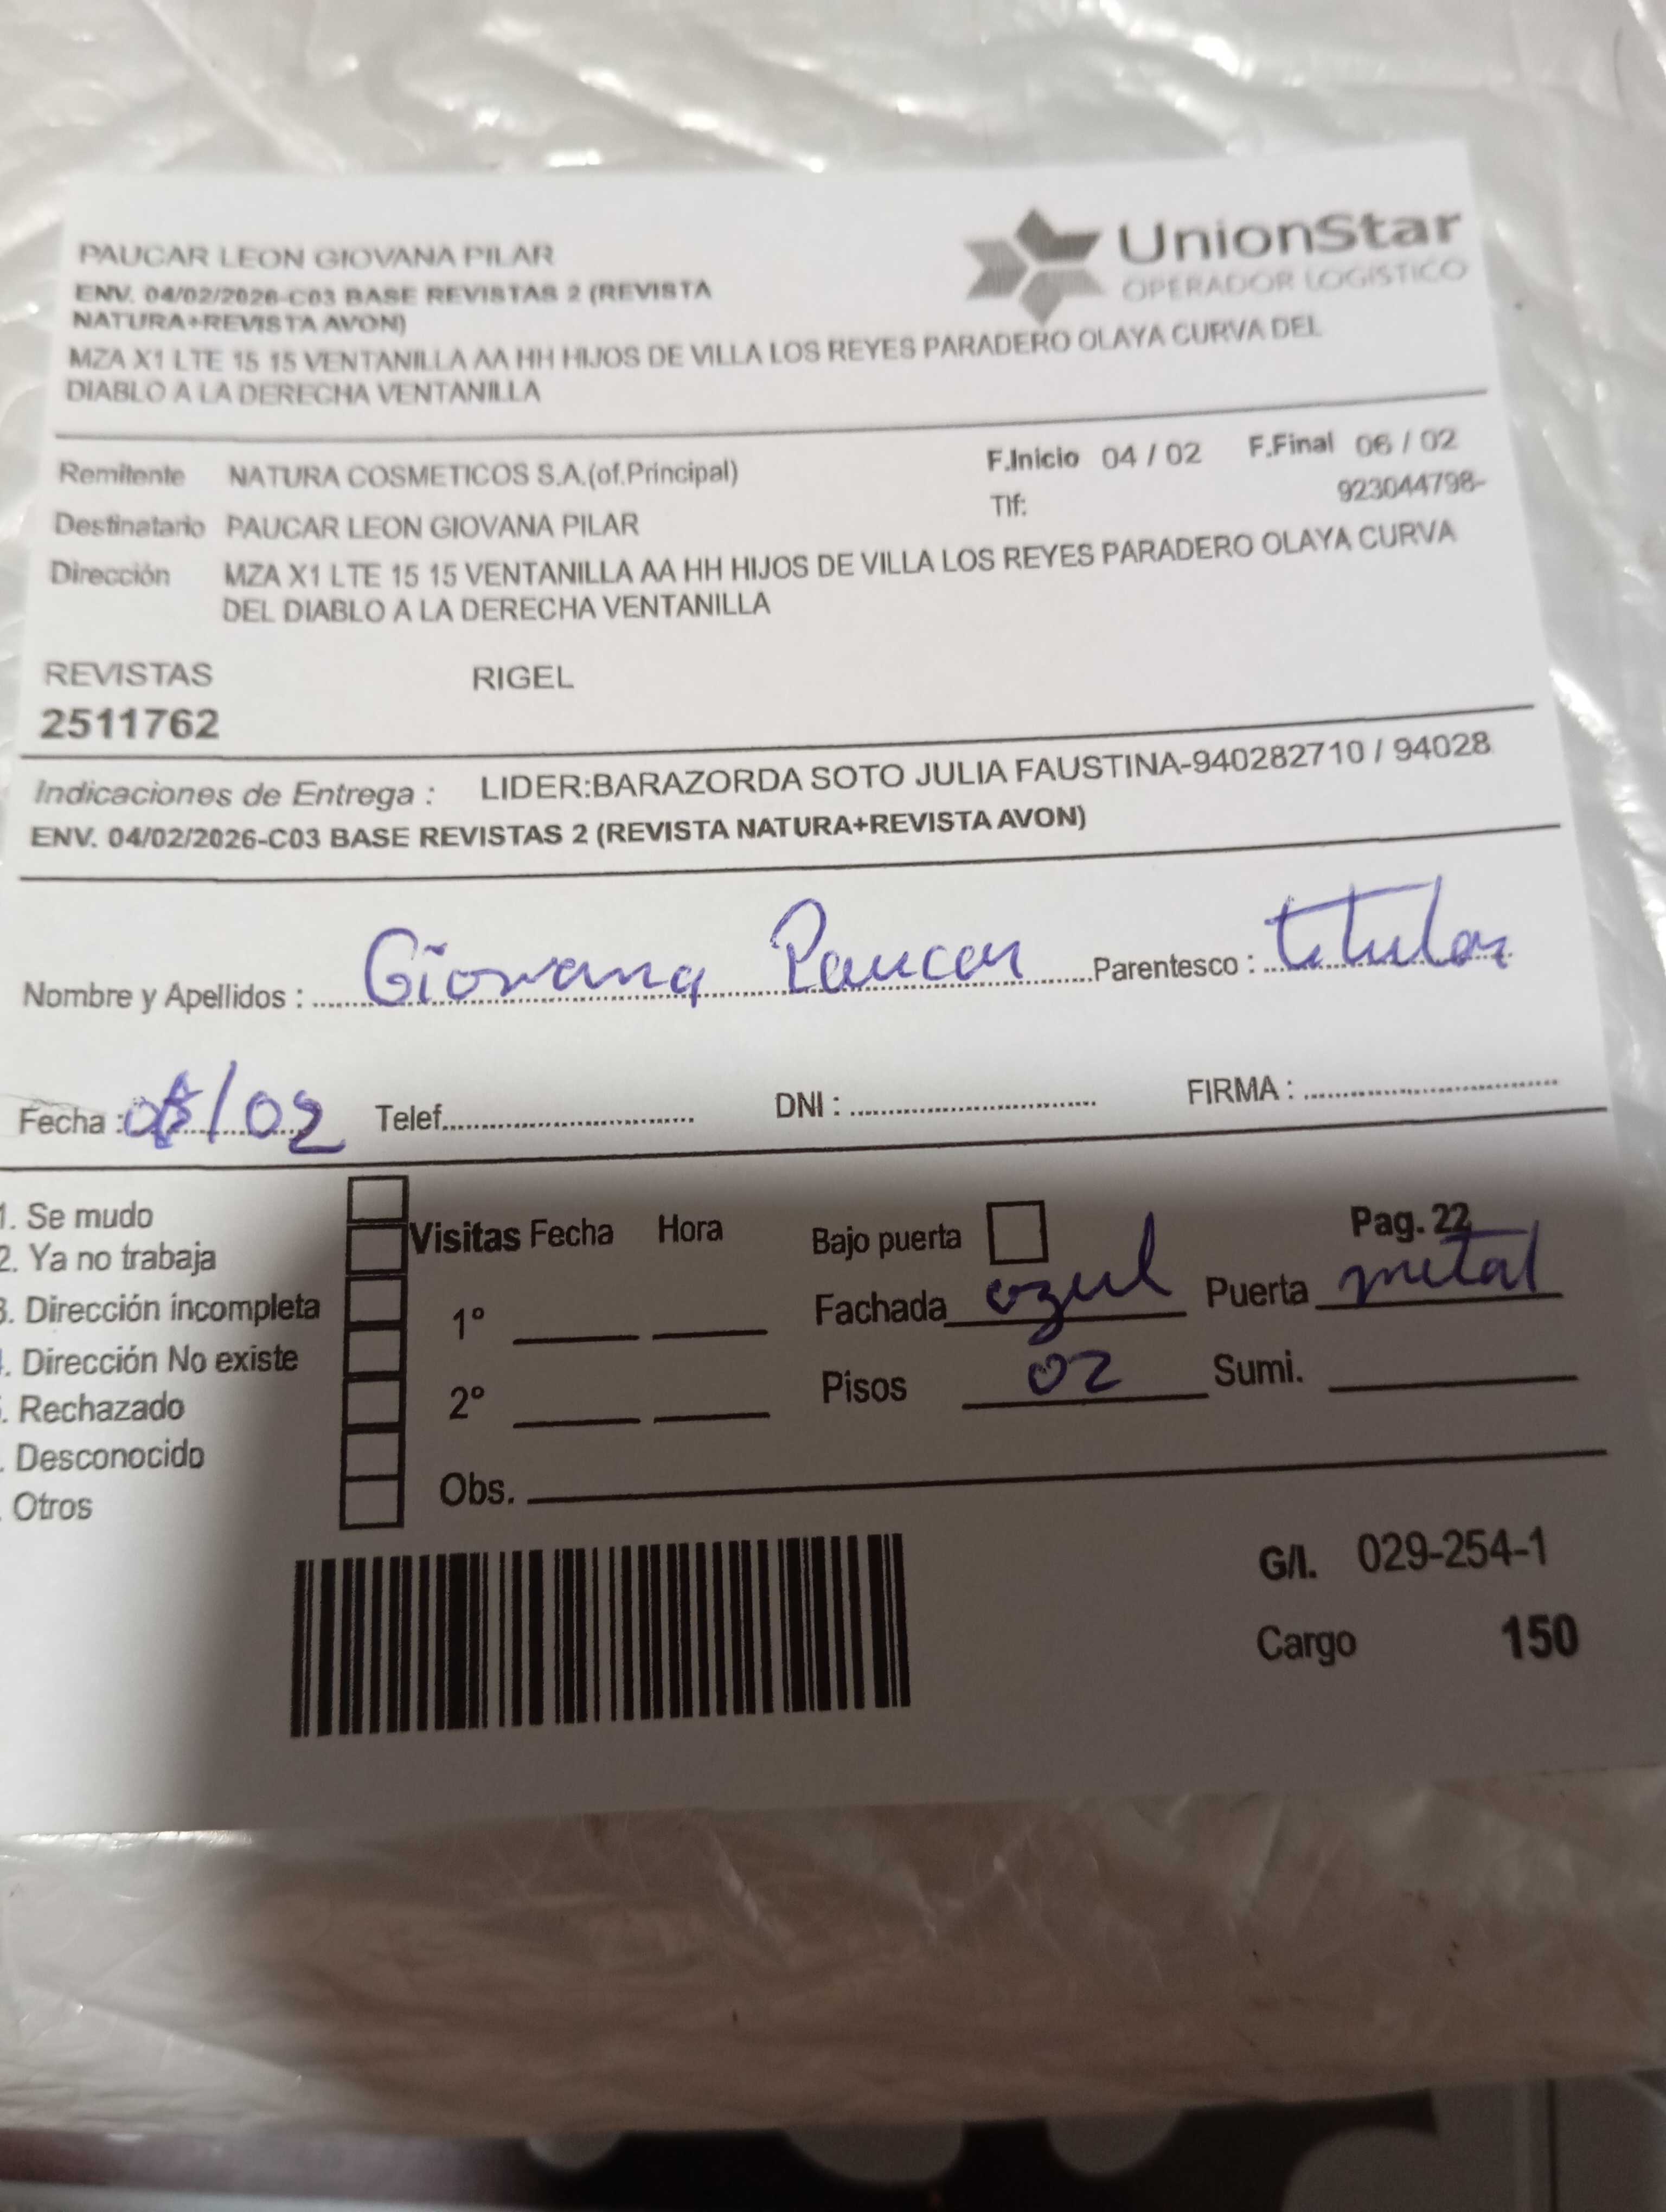 UnionStar
OPERADOR LOGISTICO
PAUCAR LEON GIOVANA PILAR
ENV. 04/02/2026-C03 BASE REVISTAS 2 (REVISTA
NATURA+REVISTA AVON)
MZA X1 LTE 15 15 VENTANILLA AA HH HIJOS DE VILLA LOS REYES PARADERO OLAYA CURVA DEL
DIABLO A LA DERECHA VENTANILLA
Remitente NATURA COSMETICOS S.A.(of.Principal) F.Inicio 04 / 02 F.Final 06 / 02
Tlf: 923044798-
Destinatario PAUCAR LEON GIOVANA PILAR
Dirección MZA X1 LTE 15 15 VENTANILLA AA HH HIJOS DE VILLA LOS REYES PARADERO OLAYA CURVA
DEL DIABLO A LA DERECHA VENTANILLA
REVISTAS RIGEL
2511762
Indicaciones de Entrega : LIDER:BARAZORDA SOTO JULIA FAUSTINA-940282710 / 94028
ENV. 04/02/2026-C03 BASE REVISTAS 2 (REVISTA NATURA+REVISTA AVON)
Nombre y Apellidos : Giovana Paucar Parentesco : titular
Fecha : /02 Telef. DNI : FIRMA :
1. Se mudo
2. Ya no trabaja
3. Dirección incompleta
. Dirección No existe
. Rechazado
. Desconocido
. Otros
Visitas Fecha Hora
1º
2º
Obs.
Bajo puerta Pag. 22
Fachada azul Puerta metal
Pisos 02 Sumi.
G/I. 029-254-1
Cargo 150